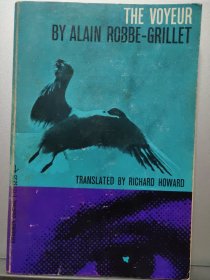 THE VOYEUR
BY ALAIN ROBBE-GRILLET
TRANSLATED BY RICHARD HOWARD